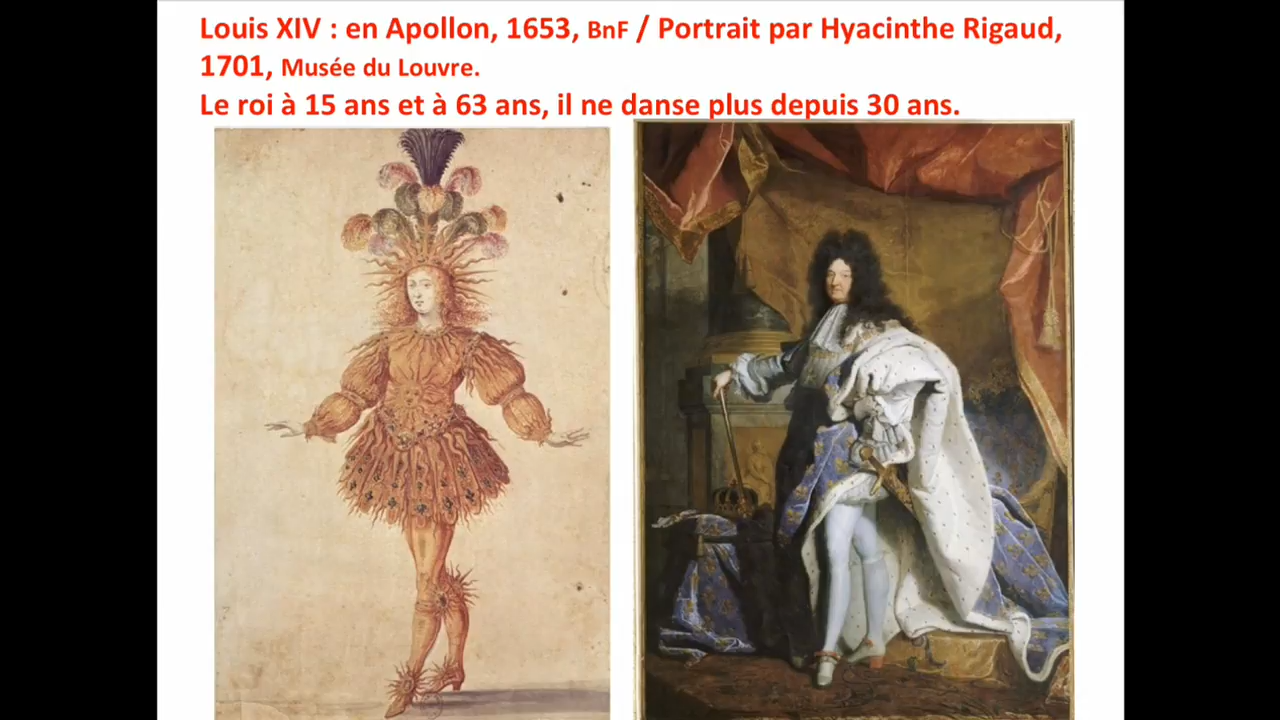 Louis XIV : en Apollon, 1653, BnF / Portrait par Hyacinthe Rigaud,
1701, Musée du Louvre.
Le roi à 15 ans et à 63 ans, il ne danse plus depuis 30 ans.